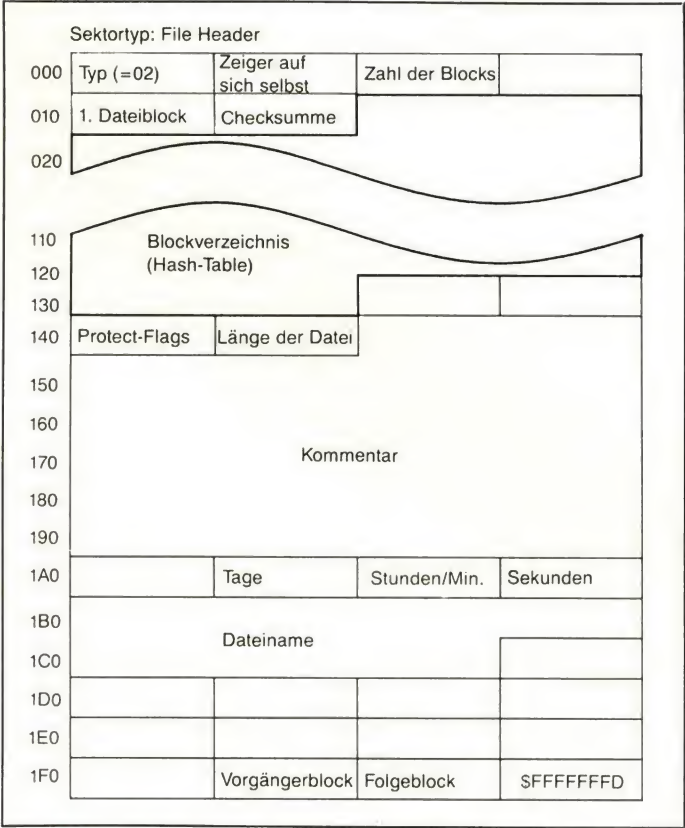 Sektortyp: File Header
000 Typ (=02) Zeiger auf sich selbst Zahl der Blocks
010 1. Dateiblock Checksumme
020
110
Blockverzeichnis
(Hash-Table)
120
130
140 Protect-Flags Länge der Datei
150
160
170 Kommentar
180
190
1A0 Tage Stunden/Min. Sekunden
1B0
Dateiname
1C0
1D0
1E0
1F0 Vorgängerblock Folgeblock $FFFFFFFD